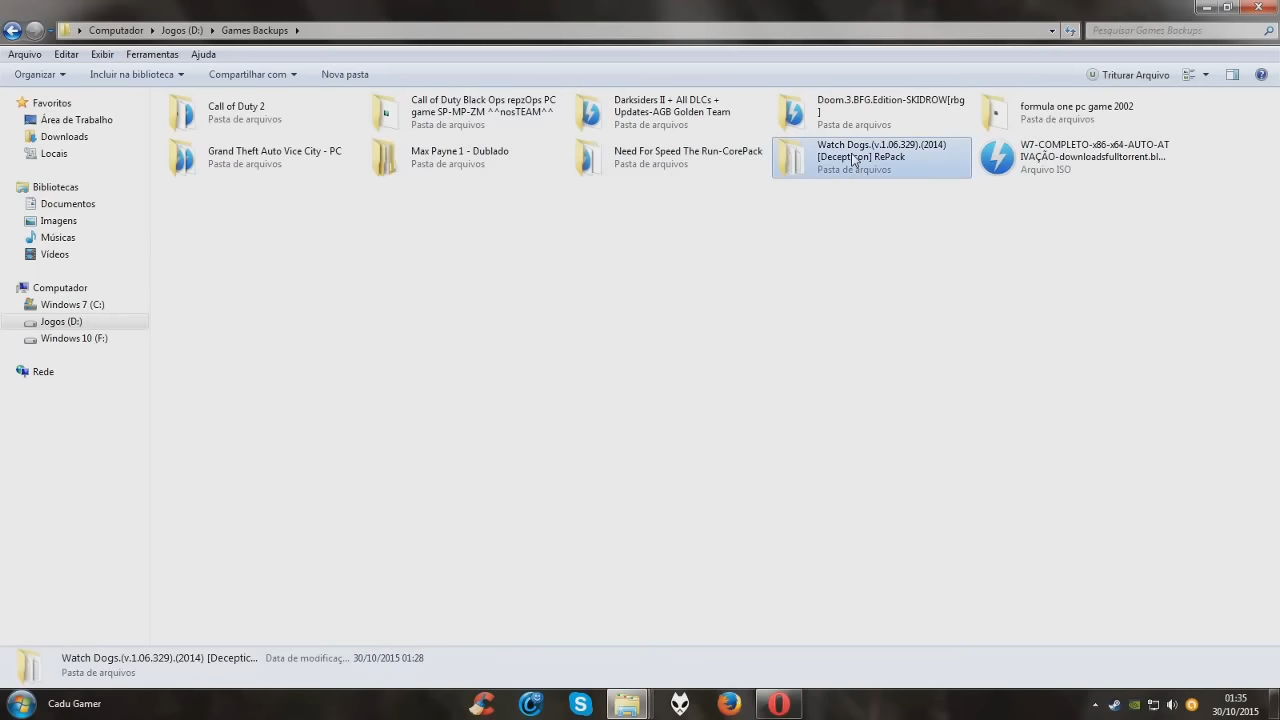 Computador
Jogos (D:)
Games Backups
Pesquisar Games Backups
Arquivo
Editar
Exibir
Ferramentas
Ajuda
Organizar
Incluir na biblioteca
Compartilhar com
Nova pasta
Triturar Arquivo
Favoritos
Área de Trabalho
Downloads
Locais
Bibliotecas
Documentos
Imagens
Músicas
Vídeos
Computador
Windows 7 (C:)
Jogos (D:)
Windows 10 (F:)
Rede
Call of Duty 2
Pasta de arquivos
Call of Duty Black Ops repzOps PC
game SP-MP-ZM ^^nosTEAM^^
Pasta de arquivos
Darksiders II + All DLCs +
Updates-AGB Golden Team
Pasta de arquivos
Doom.3.BFG.Edition-SKIDROW[rbg
]
Pasta de arquivos
formula one pc game 2002
Pasta de arquivos
Grand Theft Auto Vice City - PC
Pasta de arquivos
Max Payne 1 - Dublado
Pasta de arquivos
Need For Speed The Run-CorePack
Pasta de arquivos
Watch Dogs.(v.1.06.329).(2014)
[Deception] RePack
Pasta de arquivos
W7-COMPLETO-x86-x64-AUTO-AT
IVAÇÃO-downloadsfulltorrent.bl...
Arquivo ISO
Watch Dogs.(v.1.06.329).(2014) [Deceptic...
Data de modificaç... 30/10/2015 01:28
Pasta de arquivos
Cadu Gamer
01:35
30/10/2015